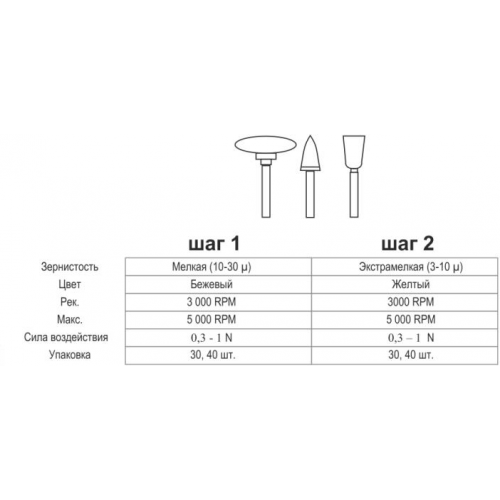 шаг 1 шаг 2
Зернистость Мелкая (10-30 μ) Экстрамелкая (3-10 μ)
Цвет Бежевый Желтый
Рек. 3 000 RPM 3000 RPM
Макс. 5 000 RPM 5 000 RPM
Сила воздействия 0,3 - 1 N 0,3 – 1 N
Упаковка 30, 40 шт. 30, 40 шт.